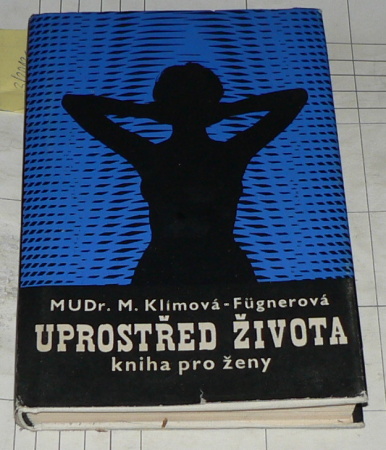 MUDr. M. Klímová-Fügnerová
UPROSTŘED ŽIVOTA
kniha pro ženy